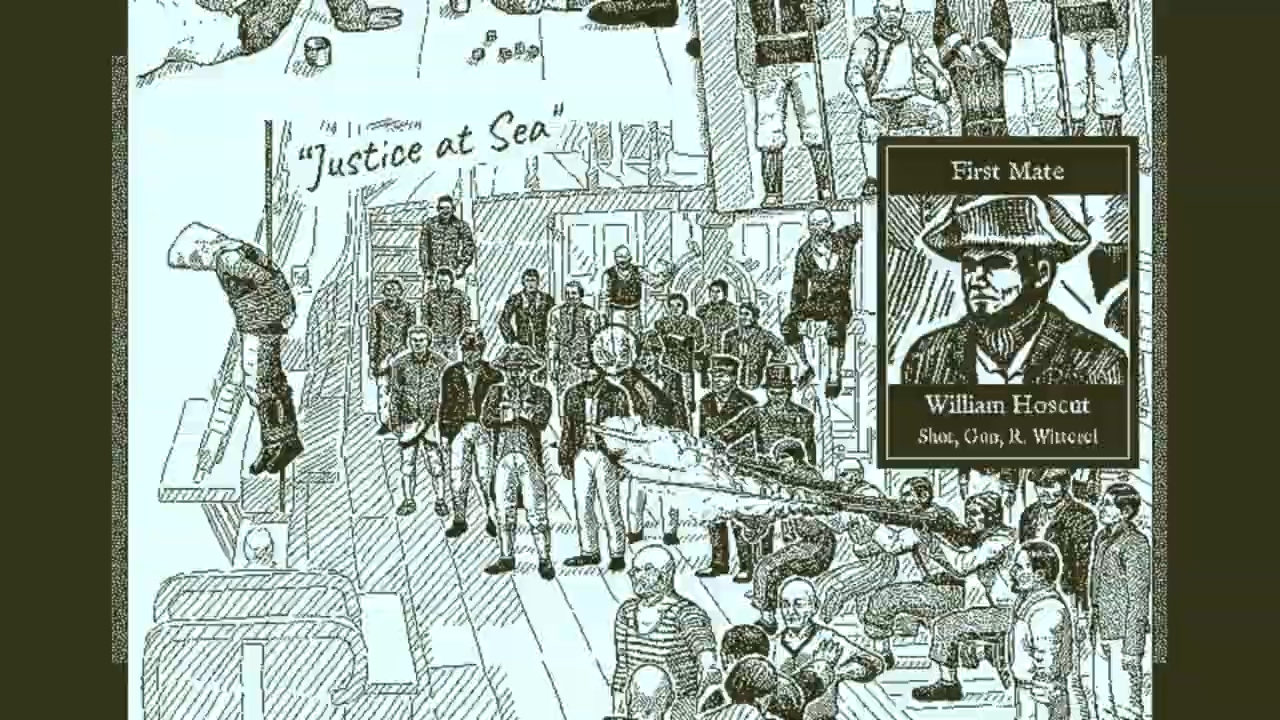 "Justice at Sea"
First Mate
William Hoscut
Shot, Gun, R. Witterel